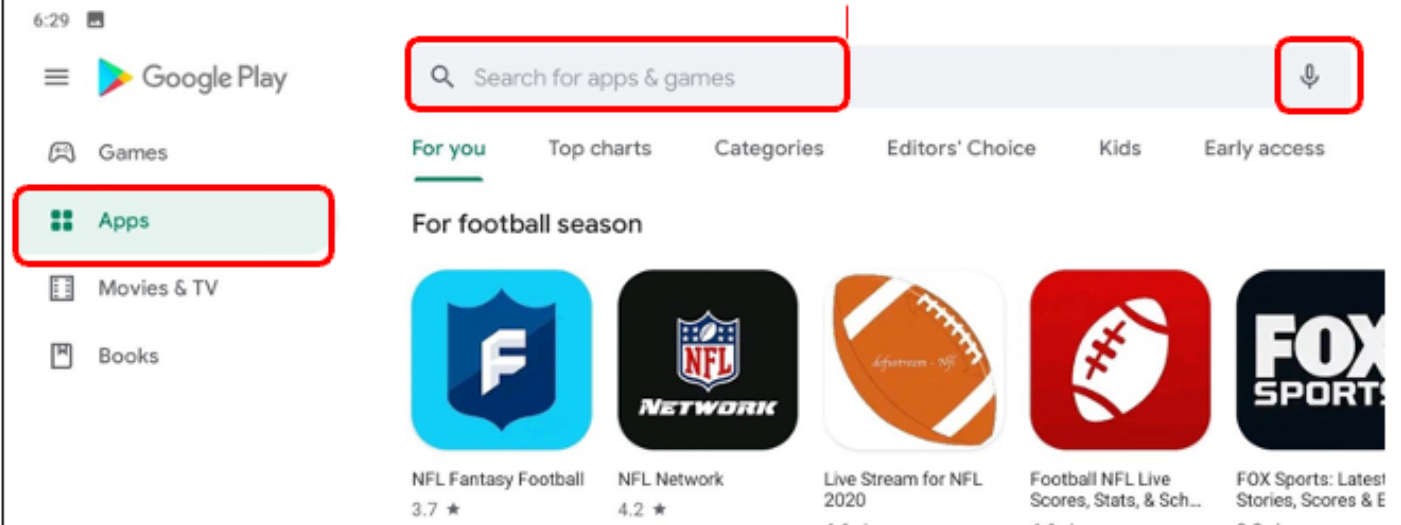 6:29
Google Play
Search for apps & games
Games
Apps
Movies & TV
Books
For you Top charts Categories Editors' Choice Kids Early access
For football season
F
NFL
NETWORK
dofustream - Nfl
FOX
SPORTS
NFL Fantasy Football
3.7 ★
NFL Network
4.2 ★
Live Stream for NFL
2020
Football NFL Live
Scores, Stats, & Sch...
FOX Sports: Latest
Stories, Scores & E